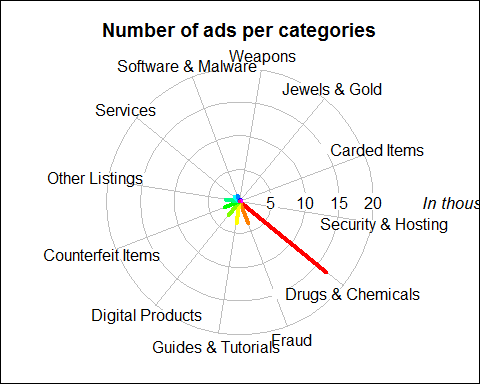 Number of ads per categories
Weapons
Software & Malware
Jewels & Gold
Services
Carded Items
Other Listings
5 10 15 20
In thous
Security & Hosting
Counterfeit Items
Drugs & Chemicals
Digital Products
Fraud
Guides & Tutorials